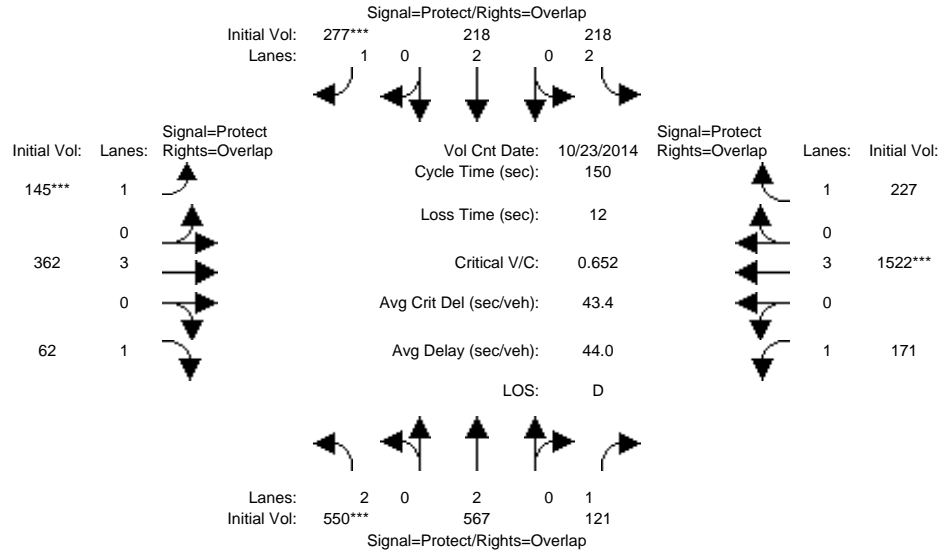 Signal=Protect/Rights=Overlap
Initial Vol: 277*** 218 218
Lanes: 1 0 2 0 2
Signal=Protect
Initial Vol: Lanes: Rights=Overlap
145*** 1
0
362 3
0
62 1
Vol Cnt Date: 10/23/2014
Cycle Time (sec): 150
Loss Time (sec): 12
Critical V/C: 0.652
Avg Crit Del (sec/veh): 43.4
Avg Delay (sec/veh): 44.0
LOS: D
Signal=Protect
Rights=Overlap Lanes: Initial Vol:
1 227
0
3 1522***
0
1 171
Lanes: 2 0 2 0 1
Initial Vol: 550*** 567 121
Signal=Protect/Rights=Overlap